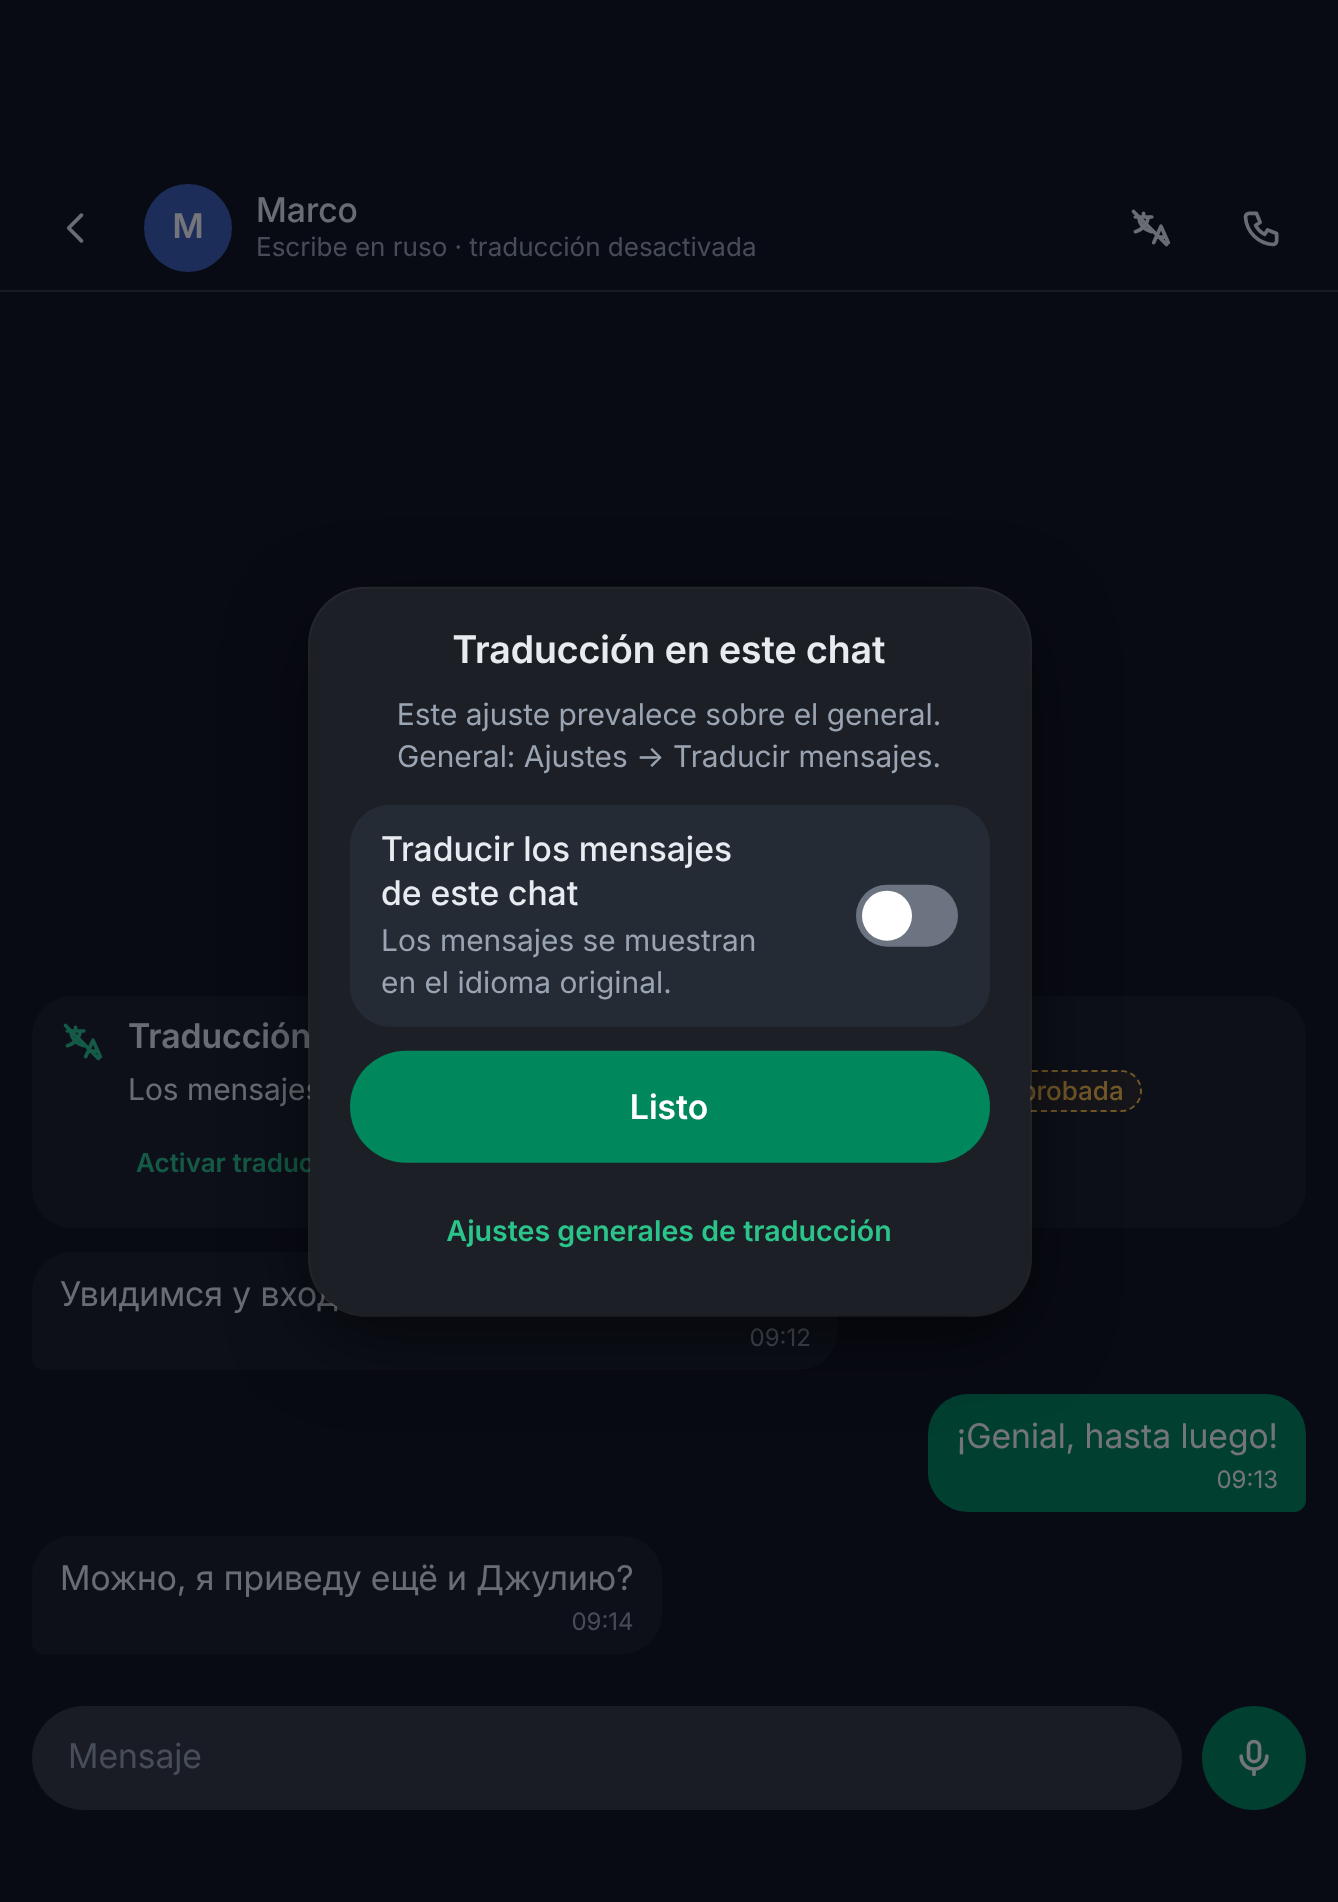 M
Marco
Escribe en ruso · traducción desactivada
Traducción en este chat
Este ajuste prevalece sobre el general.
General: Ajustes → Traducir mensajes.
Traducir los mensajes
de este chat
Los mensajes se muestran
en el idioma original.
Listo
Ajustes generales de traducción
Traducción
Los mensajes
Activar
Увидимся у
09:12
¡Genial, hasta luego!
09:13
Можно, я приведу ещё и Джулию?
09:14
Mensaje